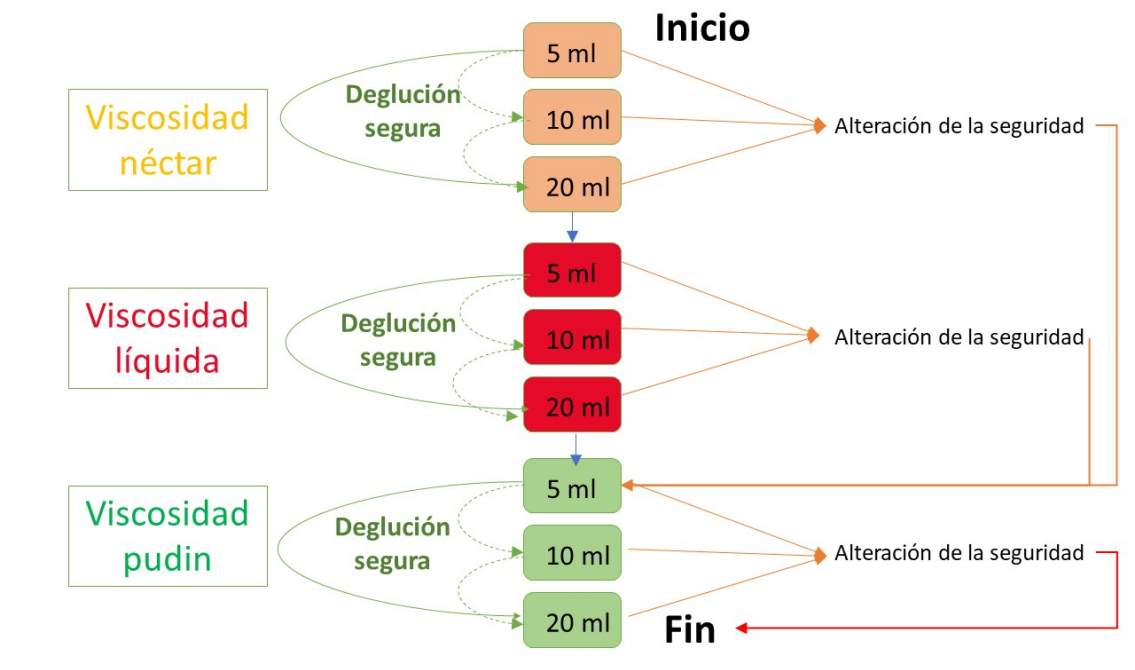 Inicio
5 ml
Viscosidad
néctar
Deglución
segura
10 ml
Alteración de la seguridad
20 ml
5 ml
Viscosidad
líquida
Deglución
segura
10 ml
Alteración de la seguridad
20 ml
5 ml
Viscosidad
pudin
Deglución
segura
10 ml
Alteración de la seguridad
20 ml
Fin